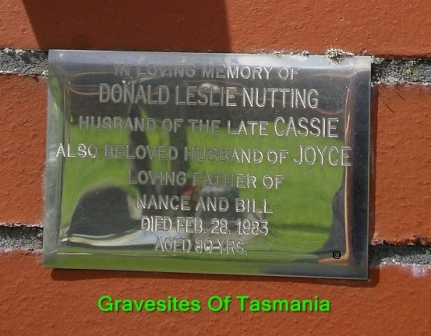 IN LOVING MEMORY OF
DONALD LESLIE NUTTING
HUSBAND OF THE LATE CASSIE
ALSO BELOVED HUSBAND OF JOYCE
LOVING FATHER OF
NANCE AND BILL
DIED FEB. 28, 1983
AGED 80 YRS.
Gravesites Of Tasmania